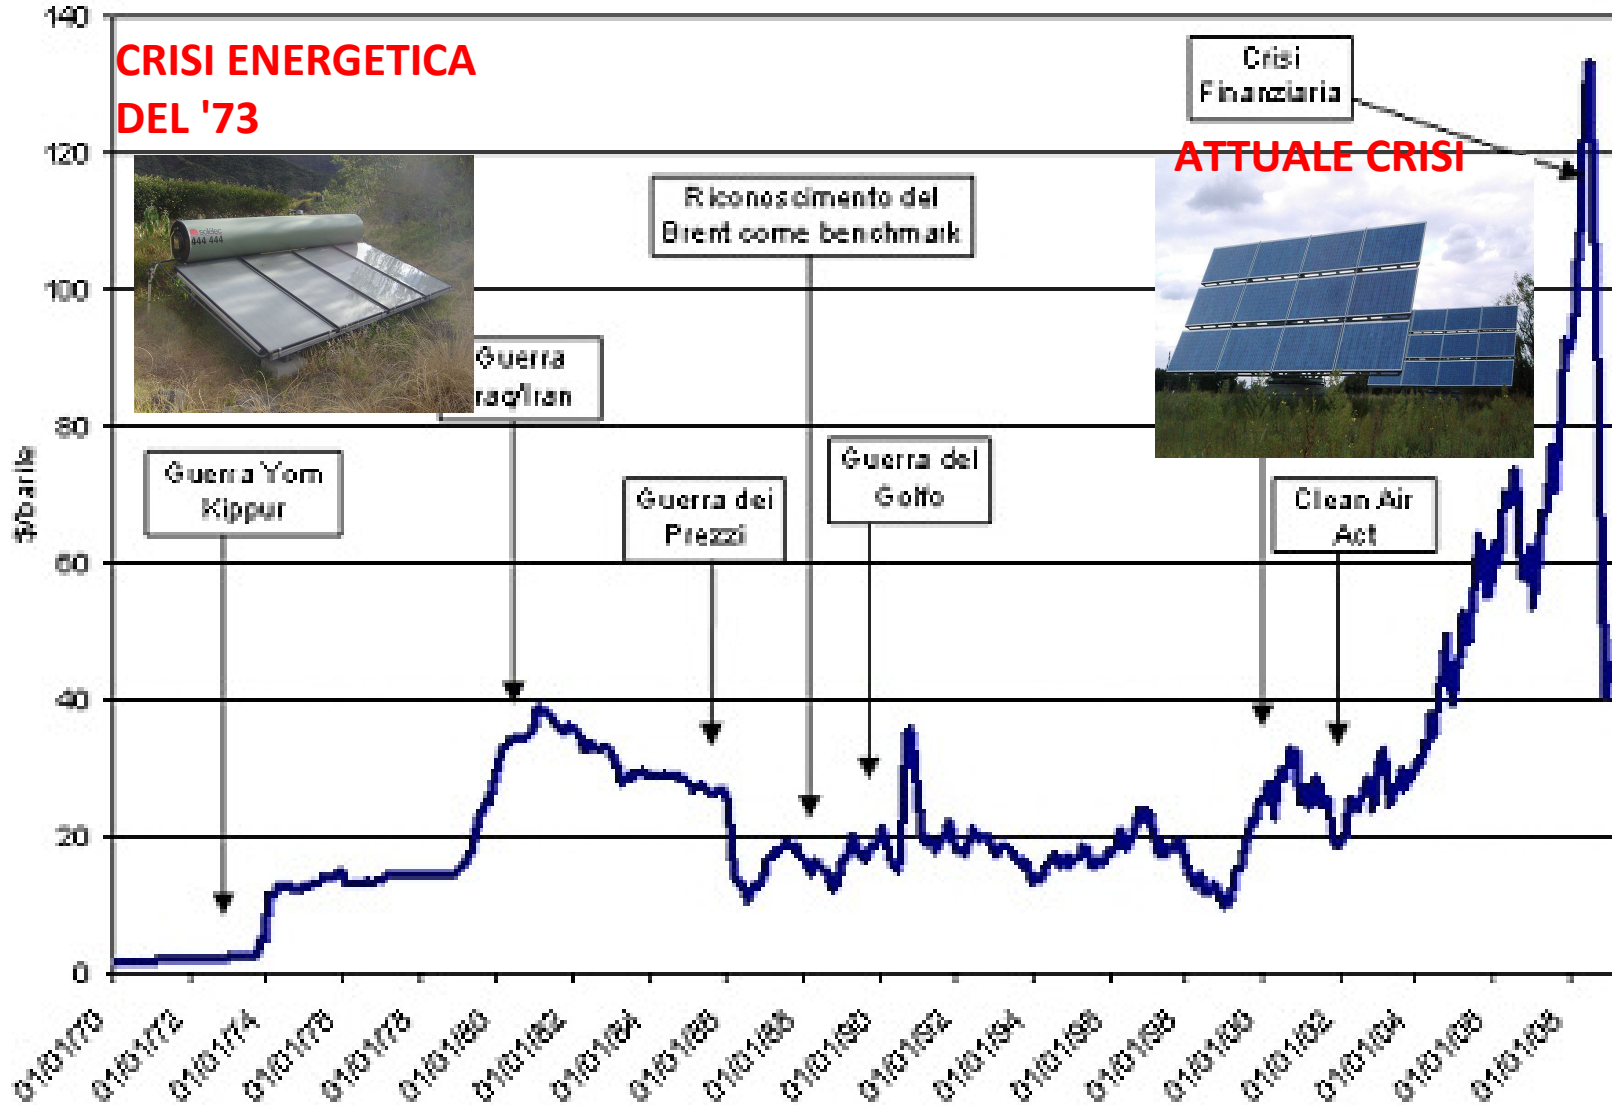 140
CRISI ENERGETICA
DEL '73
Crisi
Finanziaria
ATTUALE CRISI
120
Riconoscimento del
Brent come benchmark
solelec
444 444
100
Guerra
Iraq/Iran
80
$/barile
Guerra Yom
Kippur
Guerra dei
Prezzi
Guerra del
Golfo
Clean Air
Act
60
40
20
0
01/01/70
01/01/72
01/01/74
01/01/76
01/01/78
01/01/80
01/01/82
01/01/84
01/01/86
01/01/88
01/01/90
01/01/92
01/01/94
01/01/96
01/01/98
01/01/00
01/01/02
01/01/04
01/01/06
01/01/08